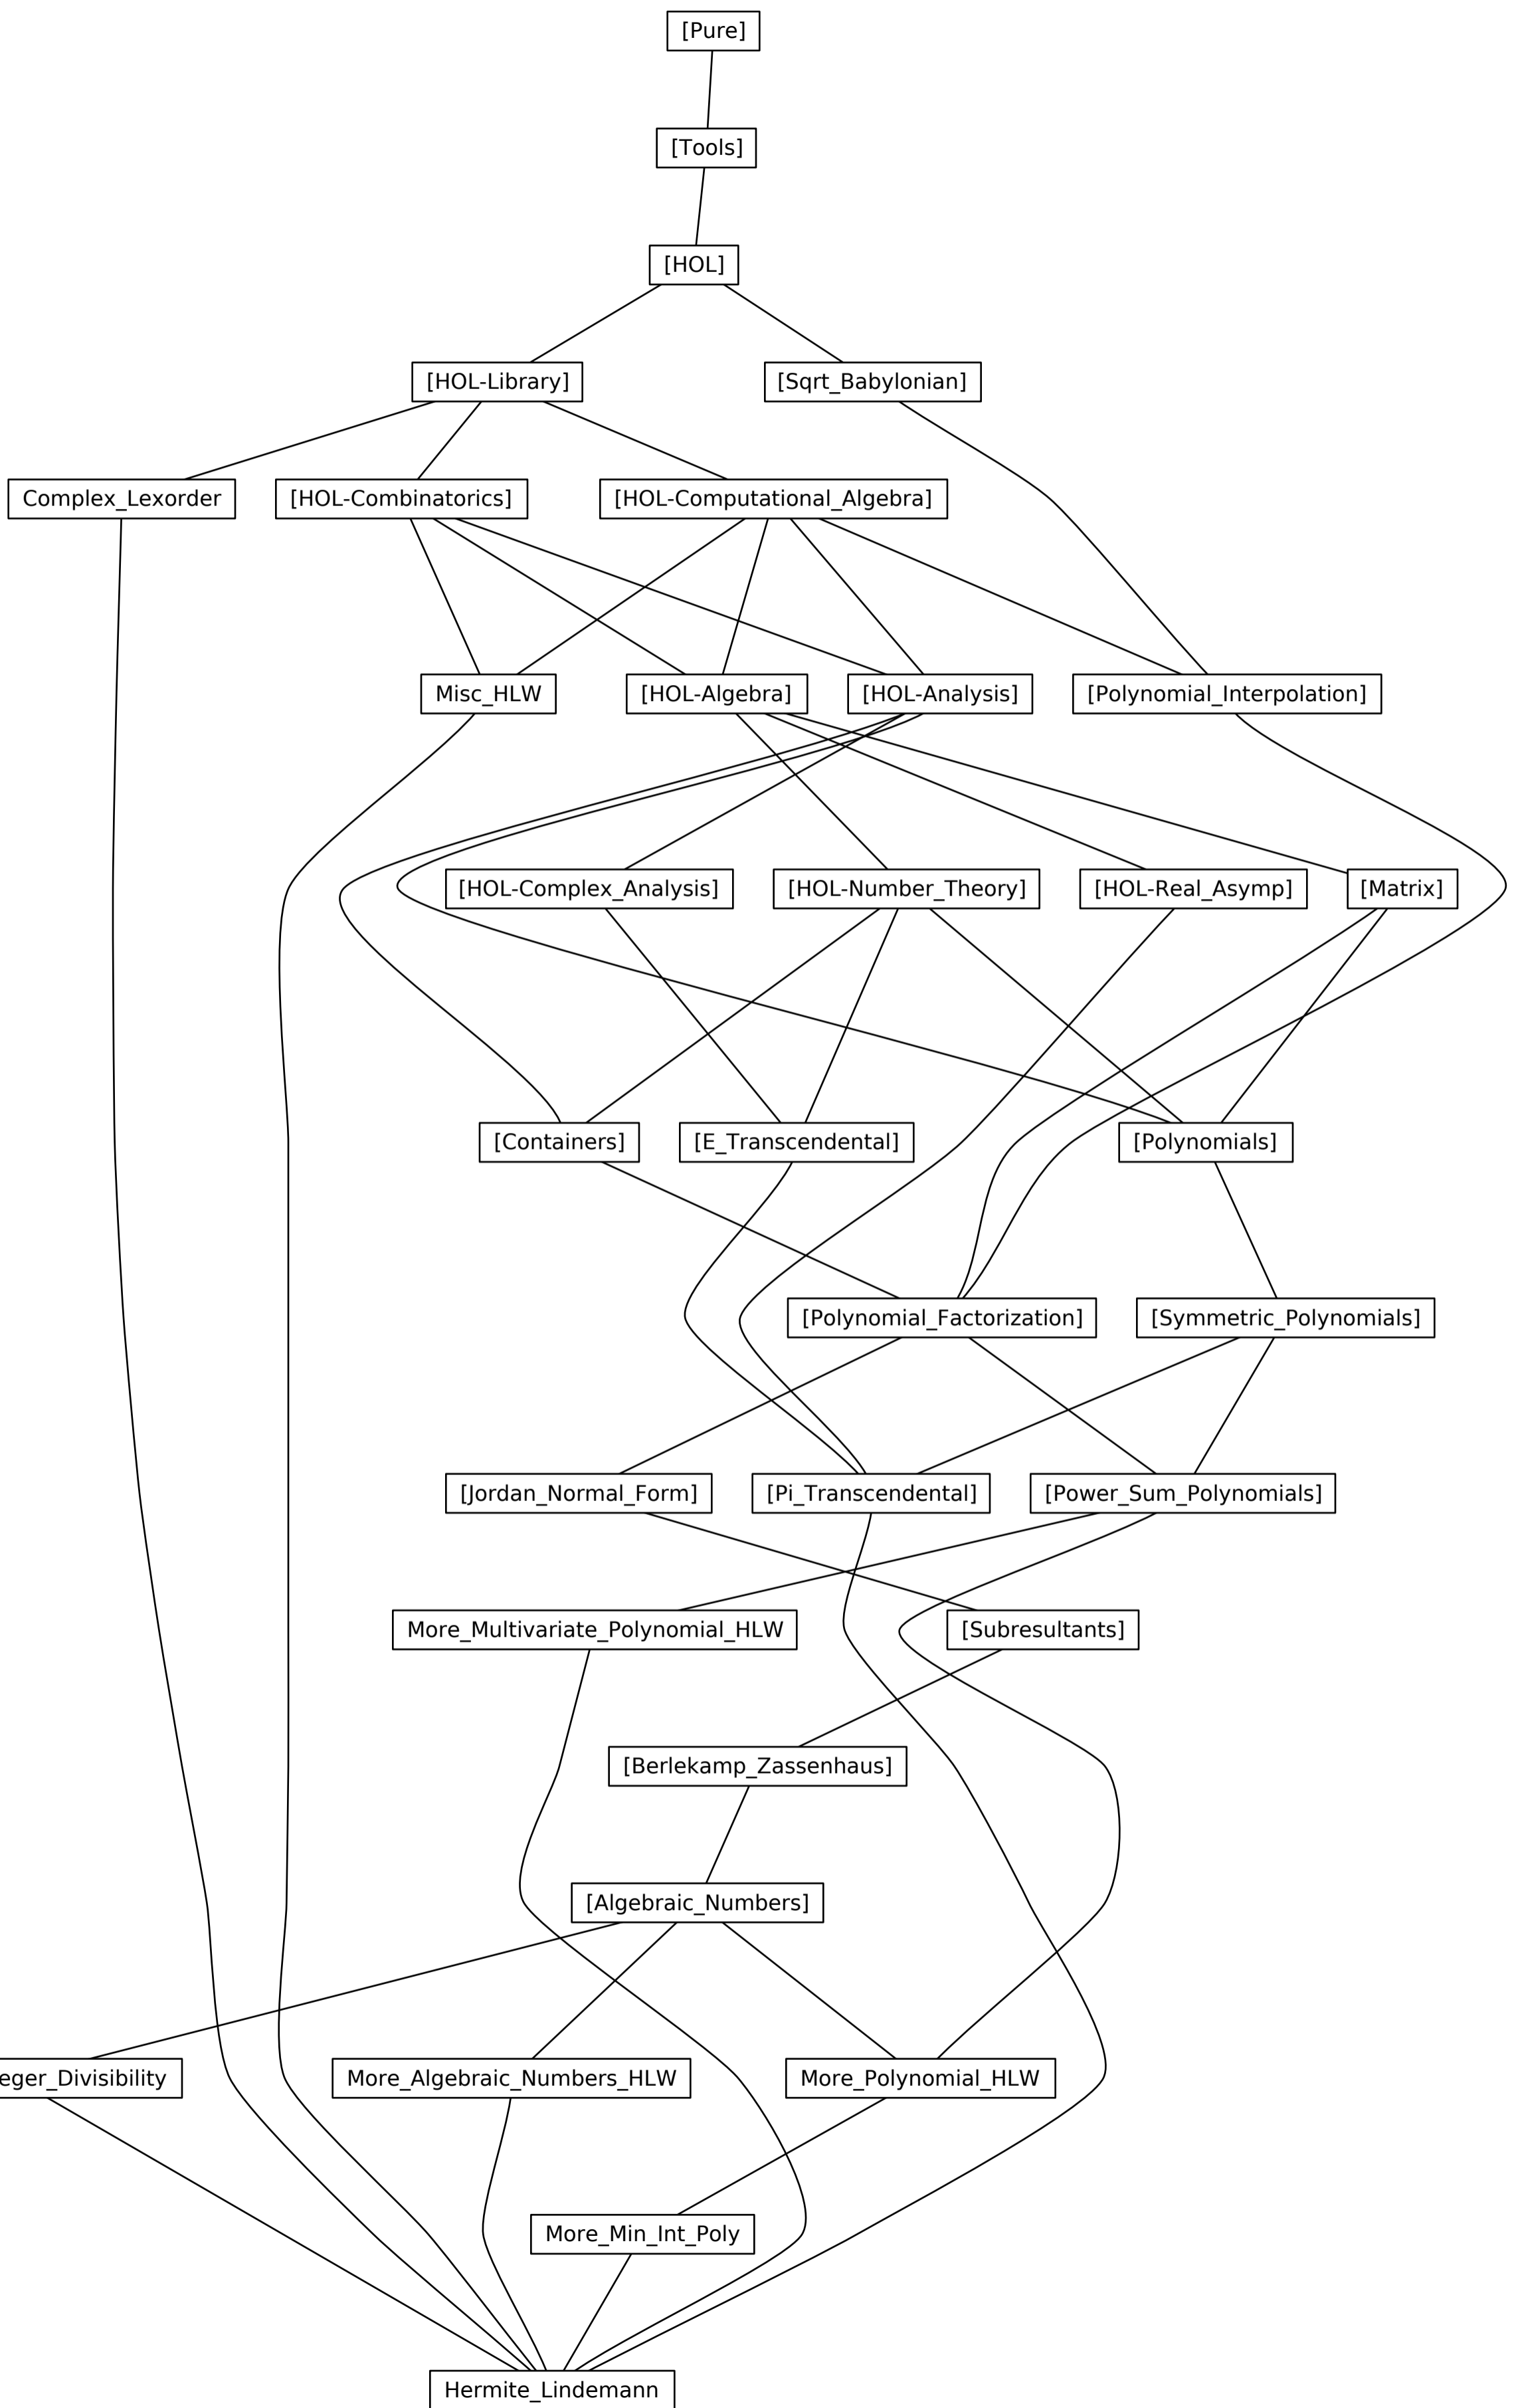 [Pure]
[Tools]
[HOL]
[HOL-Library]
[Sqrt_Babylonian]
Complex_Lexorder
[HOL-Combinatorics]
[HOL-Computational_Algebra]
Misc_HLW
[HOL-Algebra]
[HOL-Analysis]
[Polynomial_Interpolation]
[HOL-Complex_Analysis]
[HOL-Number_Theory]
[HOL-Real_Asymp]
[Matrix]
[Containers]
[E_Transcendental]
[Polynomials]
[Polynomial_Factorization]
[Symmetric_Polynomials]
[Jordan_Normal_Form]
[Pi_Transcendental]
[Power_Sum_Polynomials]
More_Multivariate_Polynomial_HLW
[Subresultants]
[Berlekamp_Zassenhaus]
[Algebraic_Numbers]
eger_Divisibility
More_Algebraic_Numbers_HLW
More_Polynomial_HLW
More_Min_Int_Poly
Hermite_Lindemann